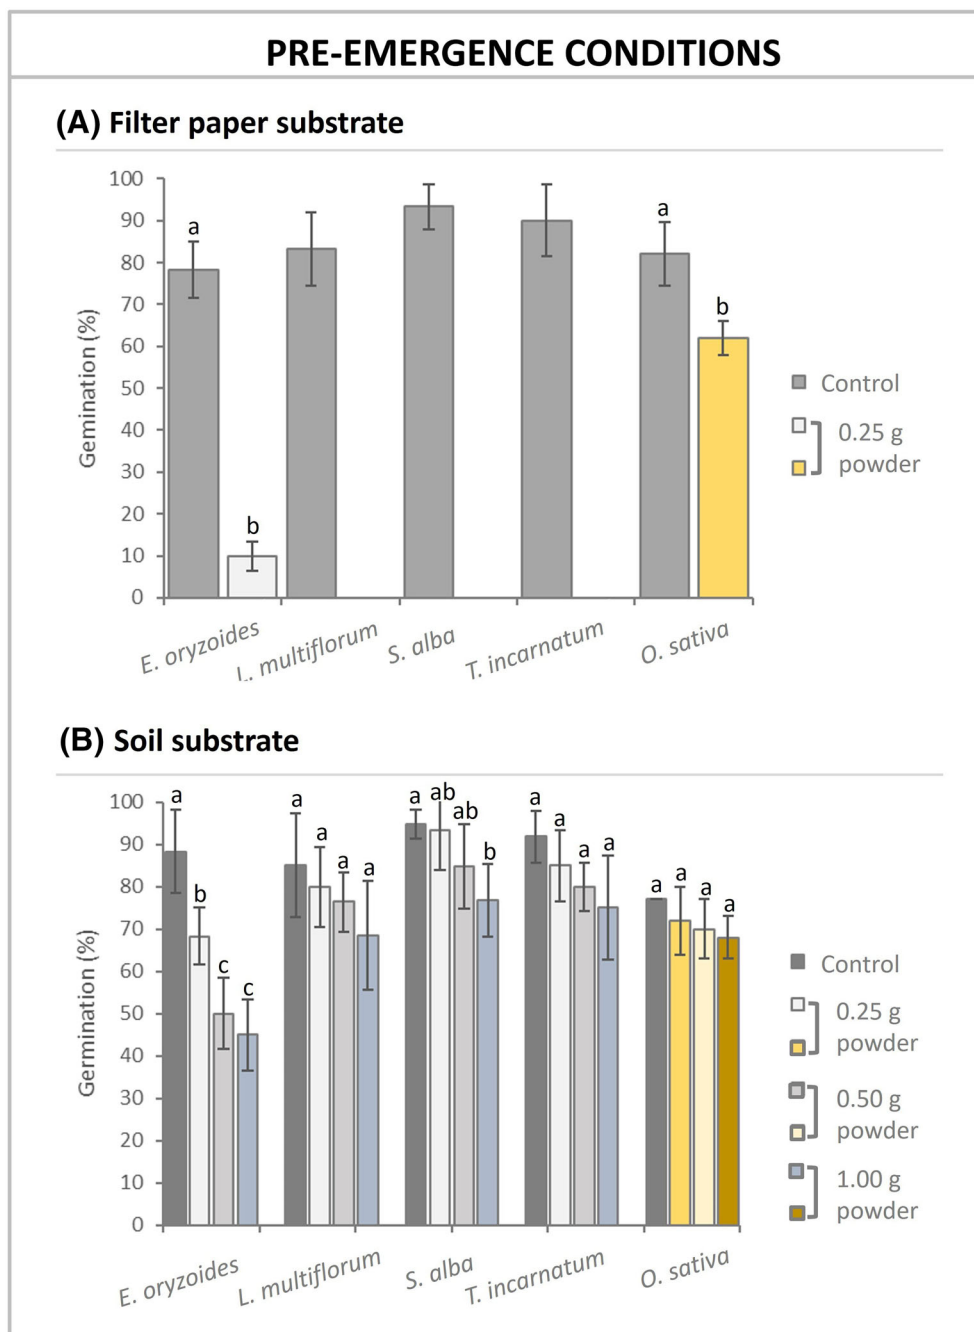 PRE-EMERGENCE CONDITIONS
(A) Filter paper substrate
Gemination (%)
100
90
80
70
60
50
40
30
20
10
0
a
b
a
b
E. oryzoides
L. multiflorum
S. alba
T. incarnatum
O. sativa
Control
0.25 g
powder
(B) Soil substrate
Germination (%)
100
90
80
70
60
50
40
30
20
10
0
a
b
c
c
a
a
a
a
a
ab
ab
b
a
a
a
a
a
a
a
a
E. oryzoides
L. multiflorum
S. alba
T. incarnatum
O. sativa
Control
0.25 g
powder
0.50 g
powder
1.00 g
powder